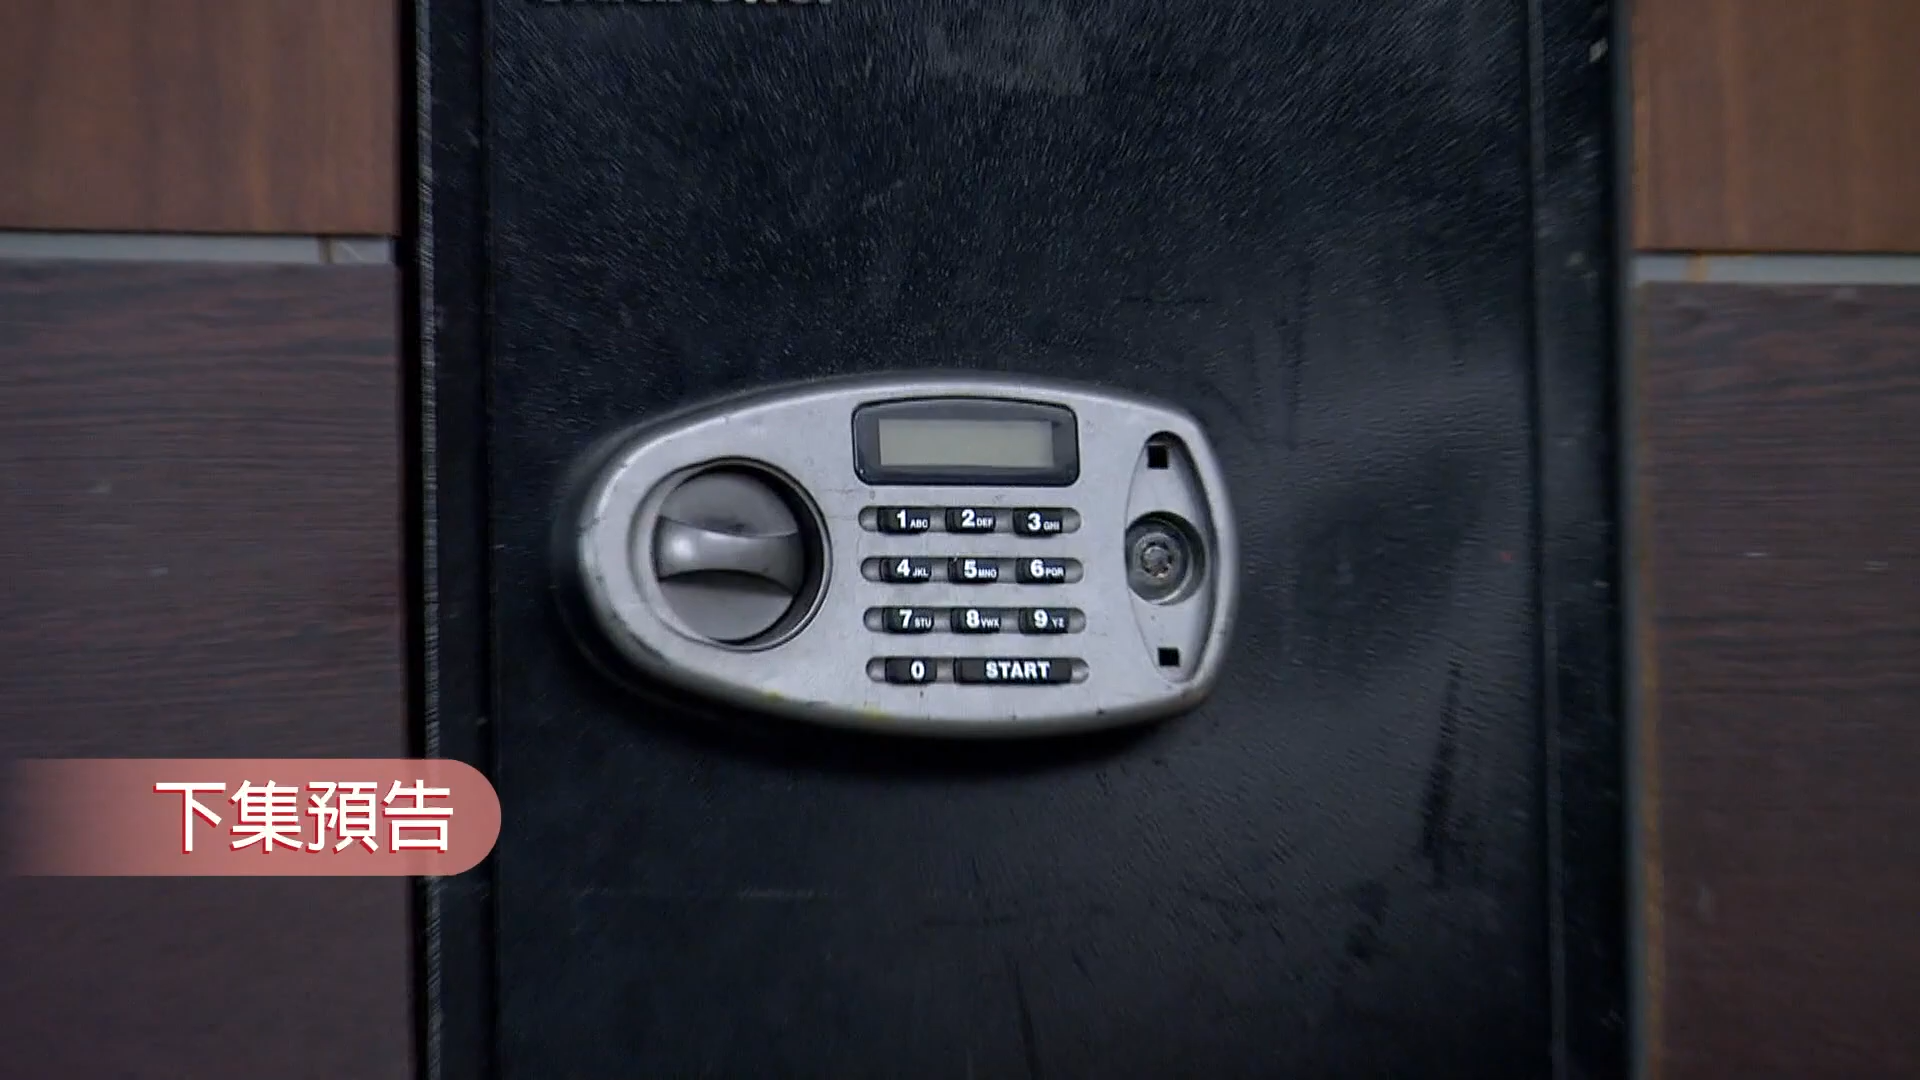 1 ABC 2 DEF 3 GHI
4 JKL 5 MNO 6 PQR
7 STU 8 VWX 9 YZ
0 START
下集預告